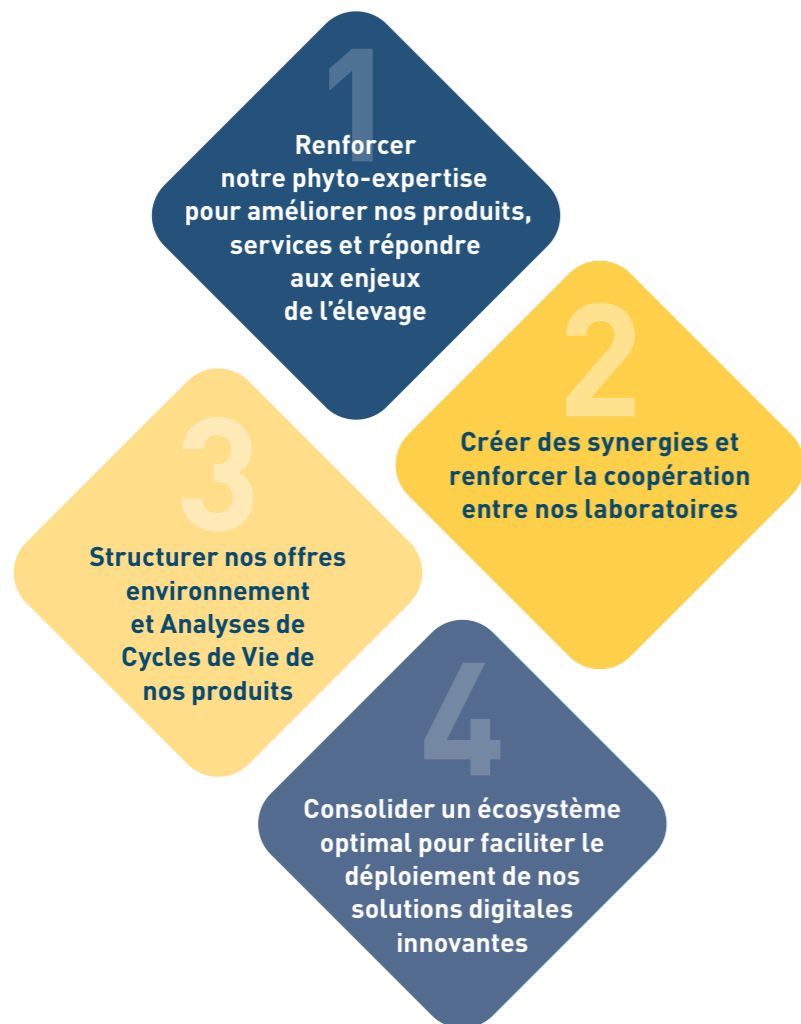 1
Renforcer
notre phyto-expertise
pour améliorer nos produits,
services et répondre
aux enjeux
de l’élevage
2
Créer des synergies et
renforcer la coopération
entre nos laboratoires
3
Structurer nos offres
environnement
et Analyses de
Cycles de Vie de
nos produits
4
Consolider un écosystème
optimal pour faciliter le
déploiement de nos
solutions digitales
innovantes